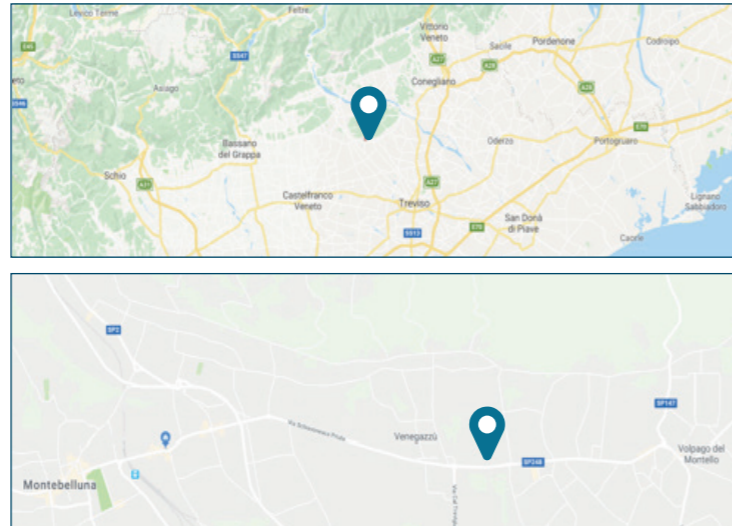 Levico Terme
Feltre
Vittorio
Veneto
E45
SS47
A27
Sacile
Pordenone
Codroipo
A28
Conegliano
A28
SS46
Asiago
Bassano
del Grappa
Oderzo
E70
Portogruaro
Schio
A31
Castelfranco
Veneto
A27
Treviso
Lignano
Sabbiadoro
San Donà
di Piave
SS13
E70
Caorle
SP2
SP147
Via Schiavonesca Priula
Venegazzù
Volpago del
Montello
SP248
Montebelluna